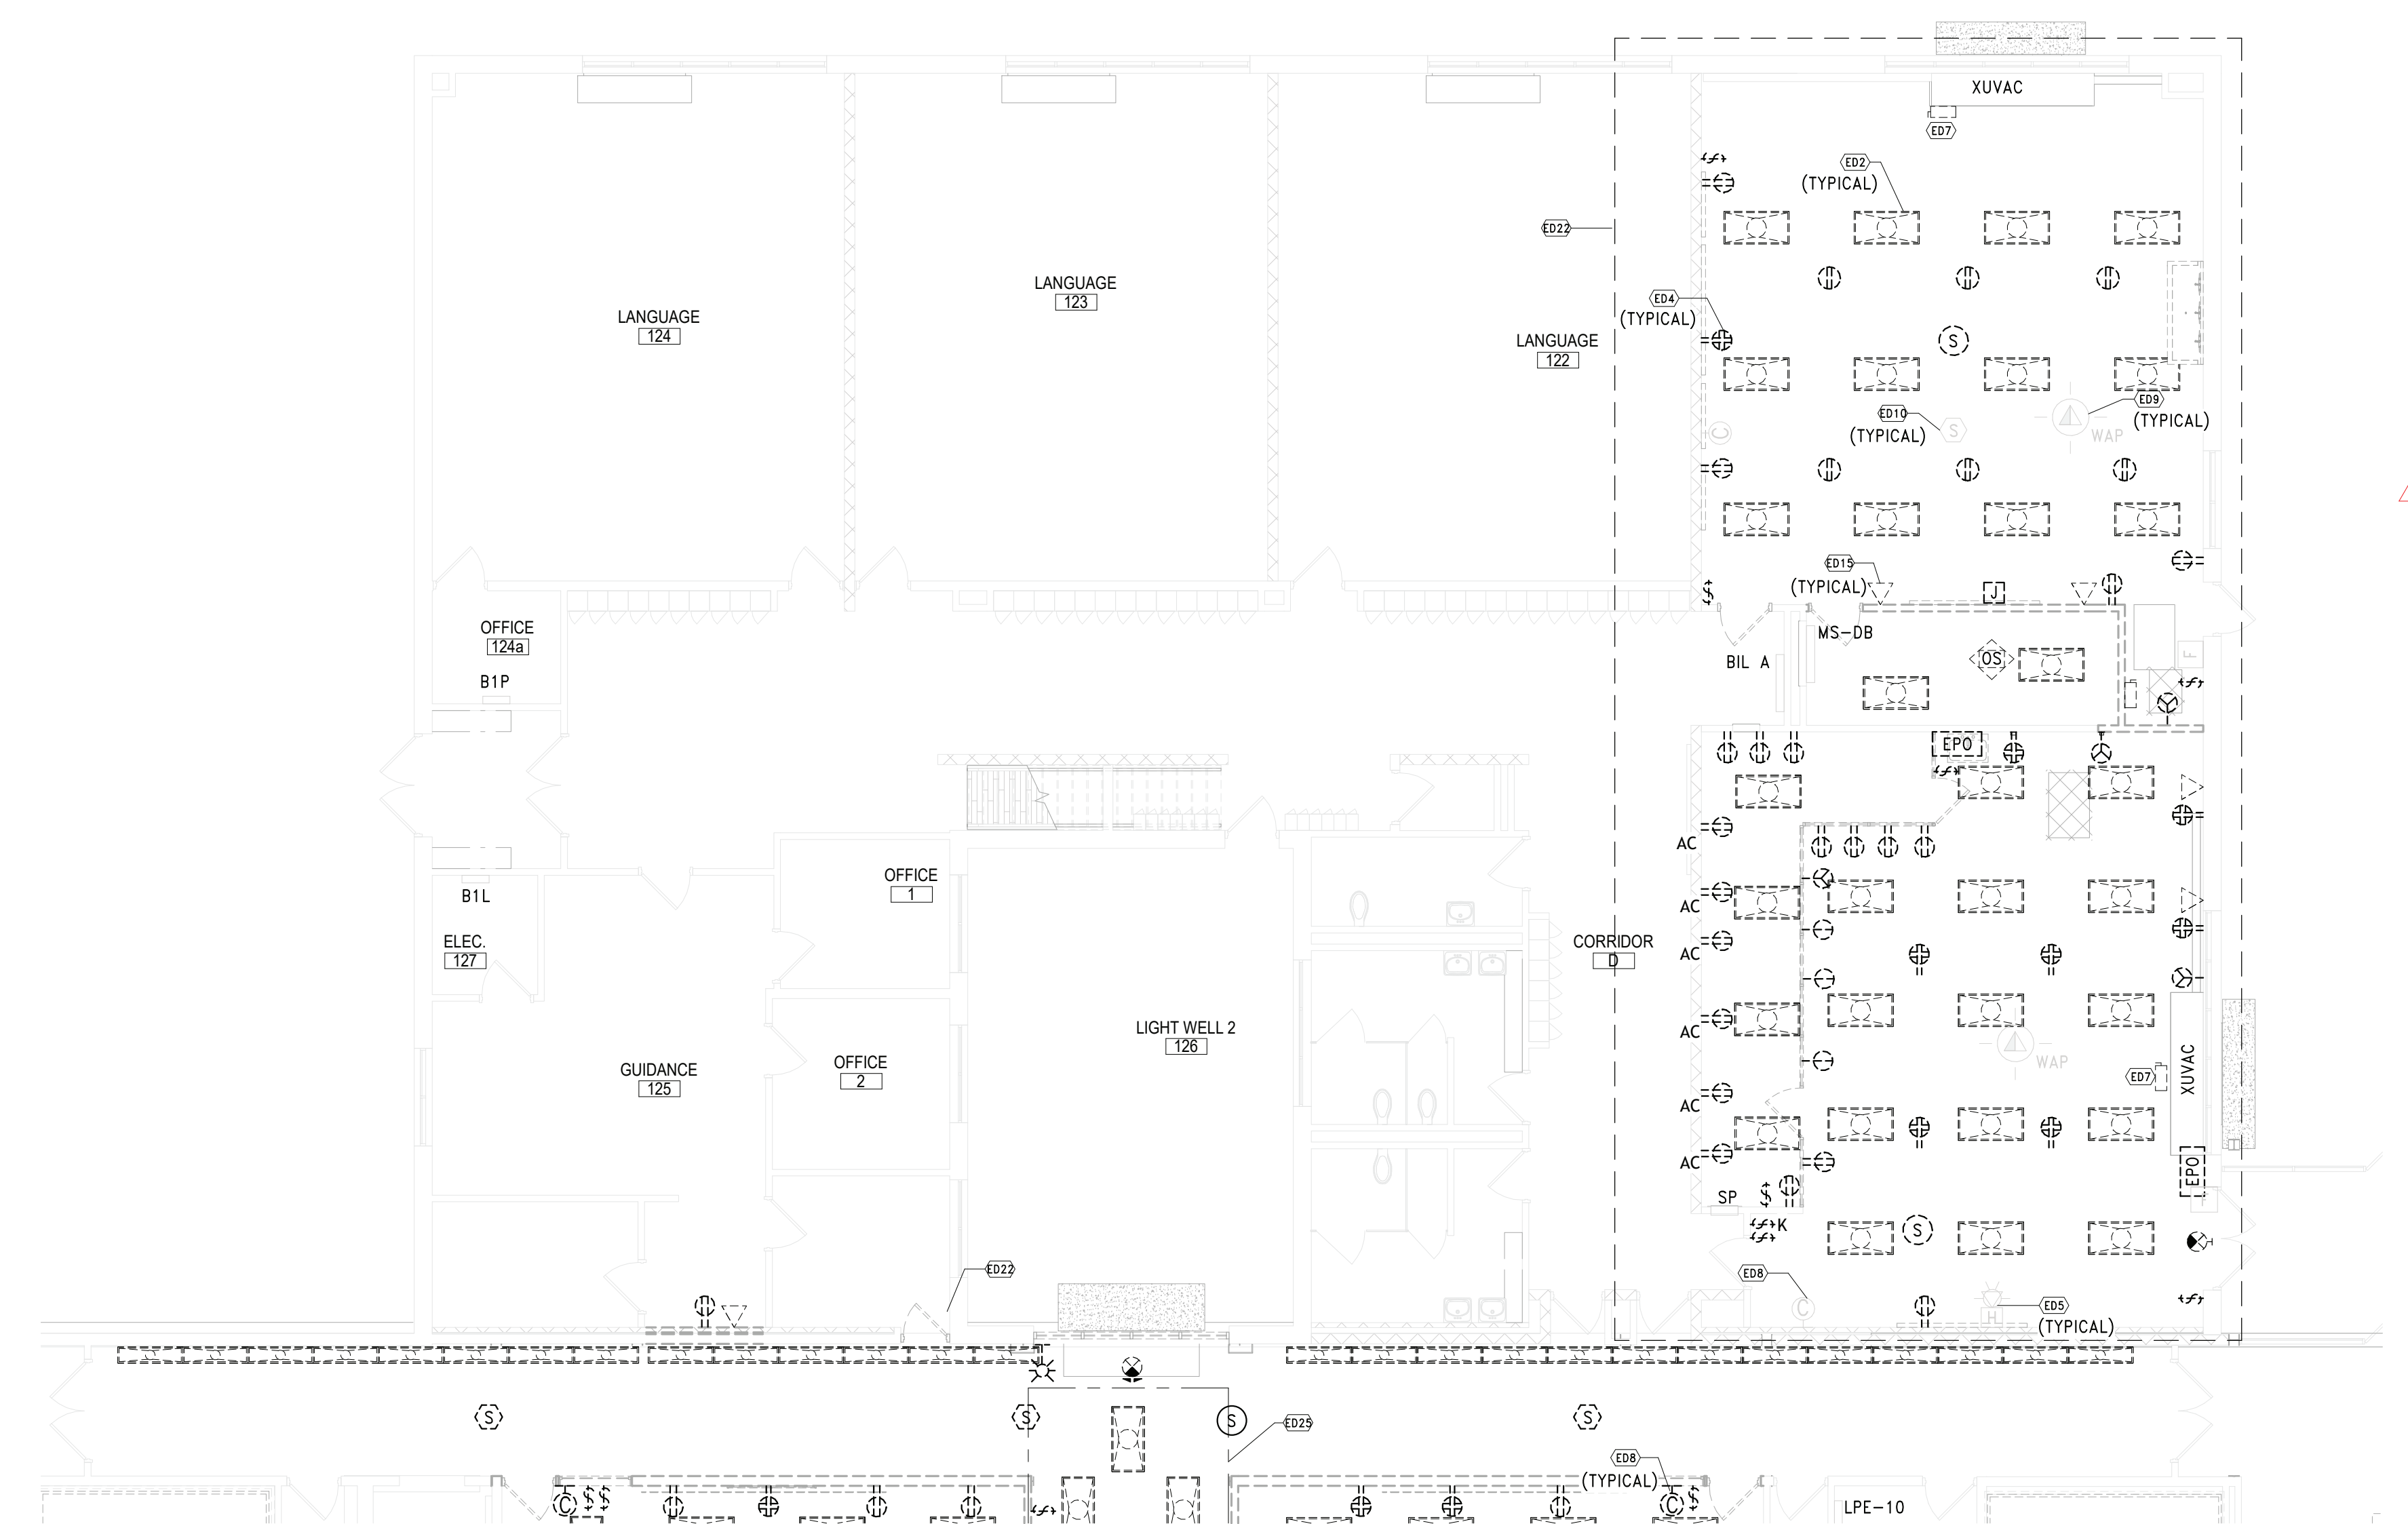 XUVAC
ED7
ED2
(TYPICAL)
ED22
LANGUAGE
123
LANGUAGE
124
ED4
(TYPICAL)
LANGUAGE
122
S
ED9
(TYPICAL)
ED10
(TYPICAL)
S
C
WAP
ED15
(TYPICAL)
J
OFFICE
124a
MS-DB
BIL A
OS
F
B1P
EPO
AC
OFFICE
1
B1L
AC
ELEC.
127
CORRIDOR
D
AC
LIGHT WELL 2
126
AC
GUIDANCE
125
OFFICE
2
WAP
ED7
XUVAC
AC
AC
EPO
SP
K
S
ED22
ED8
C
ED5
(TYPICAL)
H
S
S
S
S
ED25
ED8
(TYPICAL)
C
C
LPE-10